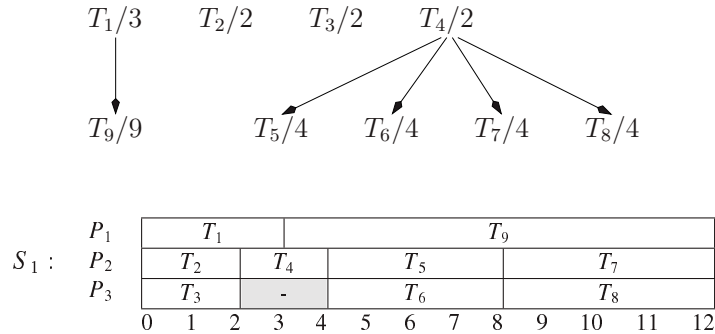 T1/3 T2/2 T3/2 T4/2
T9/9 T5/4 T6/4 T7/4 T8/4
P1 T1 T9
S1 : P2 T2 T4 T5 T7
P3 T3 - T6 T8
0 1 2 3 4 5 6 7 8 9 10 11 12